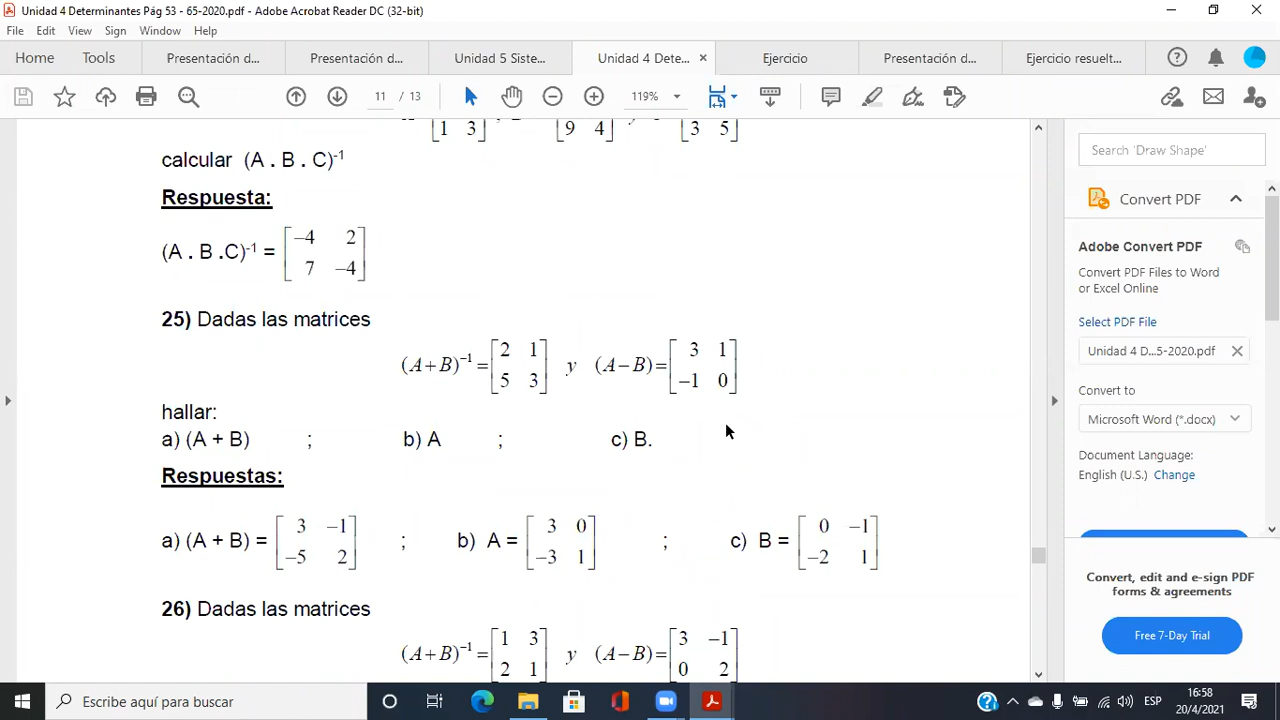 Unidad 4 Determinantes Pág 53 - 65-2020.pdf - Adobe Acrobat Reader DC (32-bit)
File Edit View Sign Window Help
Home Tools Presentación d... Presentación d... Unidad 5 Siste... Unidad 4 Dete... × Ejercicio Presentación d... Ejercicio resuelt...
11 / 13 119%
[1 3] [9 4] [3 5]
calcular (A . B . C)-1
Respuesta:
(A . B .C)-1 = [−4 2
7 −4]
25) Dadas las matrices
(A+B)−1 = [2 1 y (A−B) = [3 1
5 3] −1 0]
hallar:
a) (A + B) ; b) A ; c) B.
Respuestas:
a) (A + B) = [3 −1 ; b) A = [3 0 ; c) B = [0 −1
−5 2] −3 1] −2 1]
26) Dadas las matrices
(A+B)−1 = [1 3 y (A−B) = [3 −1
2 1] 0 2]
Search 'Draw Shape'
Convert PDF
Adobe Convert PDF
Convert PDF Files to Word
or Excel Online
Select PDF File
Unidad 4 D...5-2020.pdf
Convert to
Microsoft Word (*.docx)
Document Language:
English (U.S.) Change
Convert, edit and e-sign PDF
forms & agreements
Free 7-Day Trial
Escribe aquí para buscar
ESP
16:58
20/4/2021